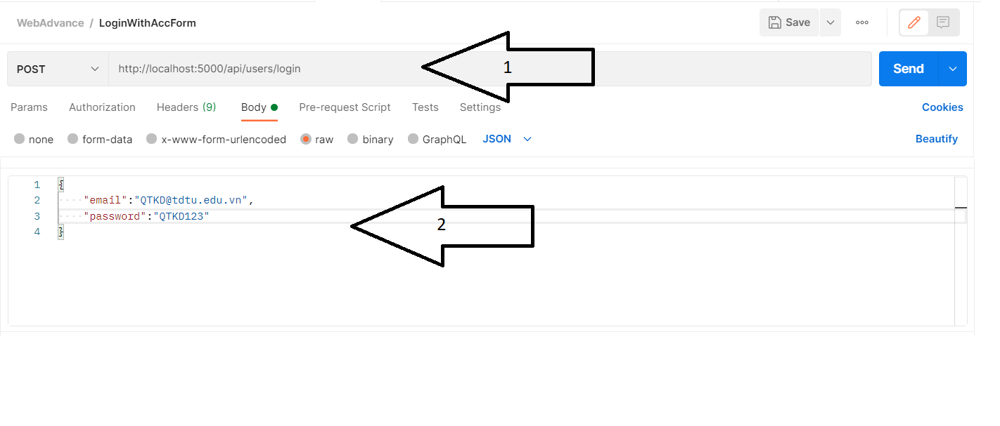 WebAdvance / LoginWithAccForm
Save
POST
http://localhost:5000/api/users/login
1
Send
Params Authorization Headers (9) Body Pre-request Script Tests Settings Cookies
none form-data x-www-form-urlencoded raw binary GraphQL JSON Beautify
1 {
2 ····"email":"QTKD@tdtu.edu.vn",
3 ····"password":"QTKD123"
4 }
2